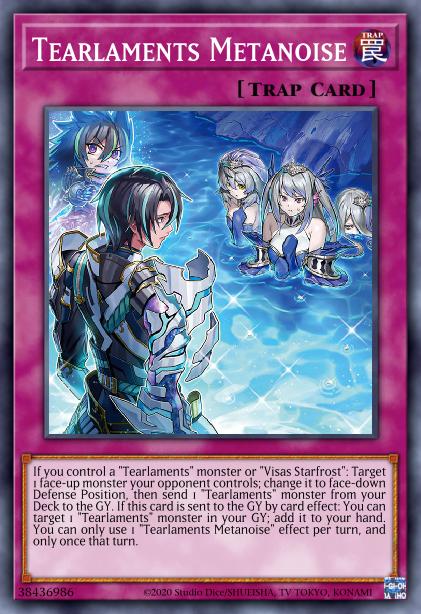 TEARLAMENTS METANOISE
TRAP
罠
[TRAP CARD]
If you control a "Tearlaments" monster or "Visas Starfrost": Target
1 face-up monster your opponent controls; change it to face-down
Defense Position, then send 1 "Tearlaments" monster from your
Deck to the GY. If this card is sent to the GY by card effect: You can
target 1 "Tearlaments" monster in your GY; add it to your hand.
You can only use 1 "Tearlaments Metanoise" effect per turn, and
only once that turn.
38436986
©2020 Studio Dice/SHUEISHA, TV TOKYO, KONAMI